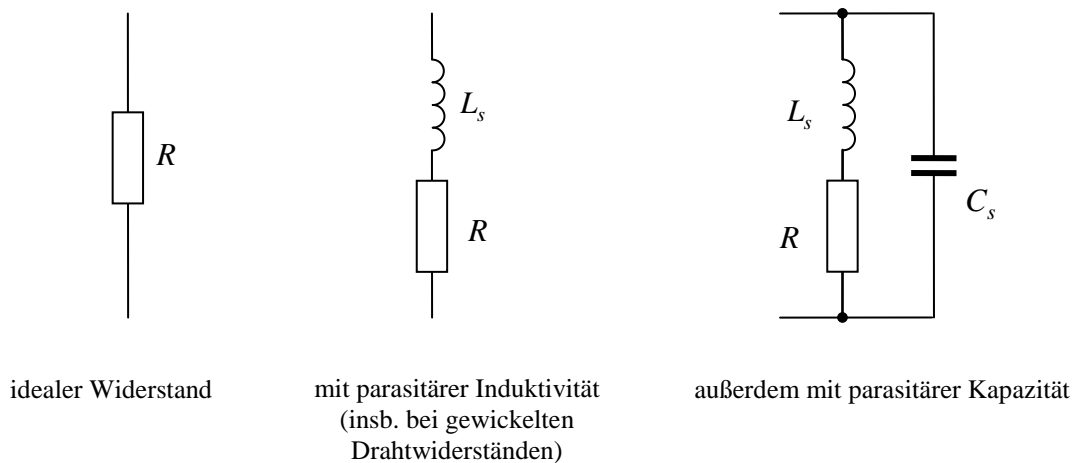 R
L_s
R
L_s
R
C_s
idealer Widerstand
mit parasitärer Induktivität
(insb. bei gewickelten
Drahtwiderständen)
außerdem mit parasitärer Kapazität